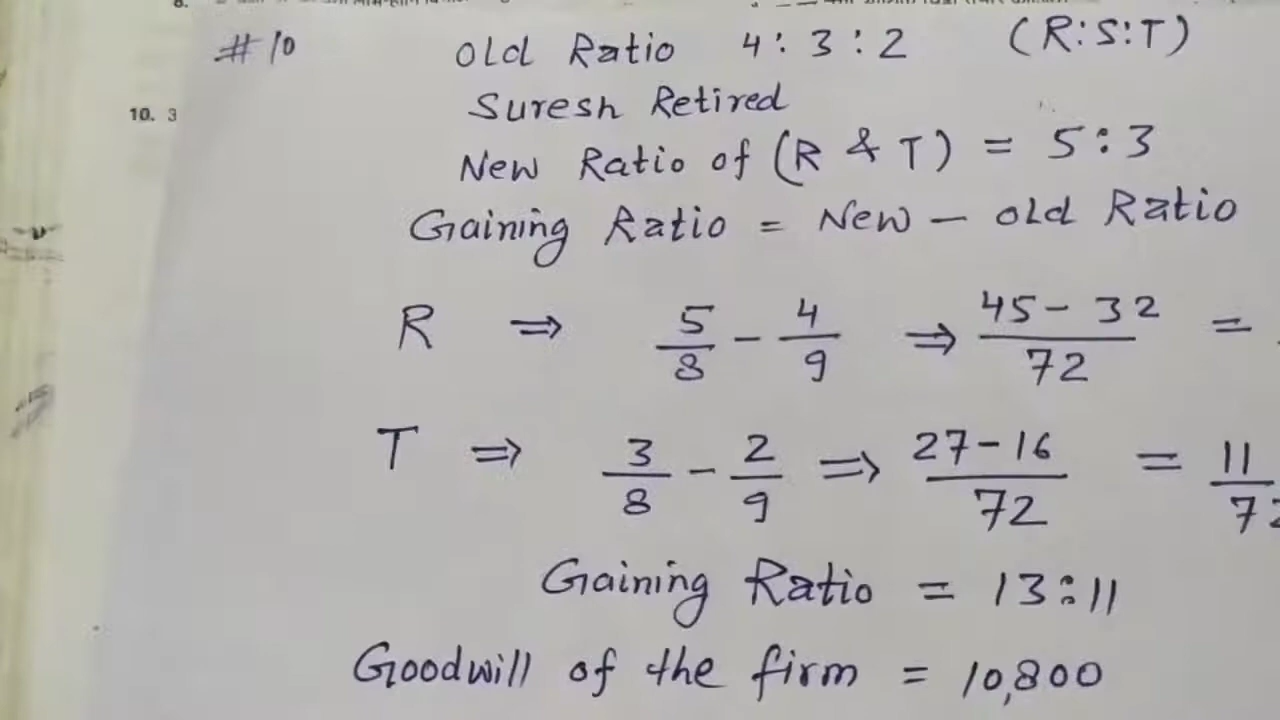 8.
#10 Old Ratio 4:3:2 (R:S:T)
10. 3
Suresh Retired
New Ratio of (R & T) = 5:3
Gaining Ratio = New - old Ratio
R ⇒ 5/8 - 4/9 ⇒ 45-32/72 =
T ⇒ 3/8 - 2/9 ⇒ 27-16/72 = 11/72
Gaining Ratio = 13:11
Goodwill of the firm = 10,800